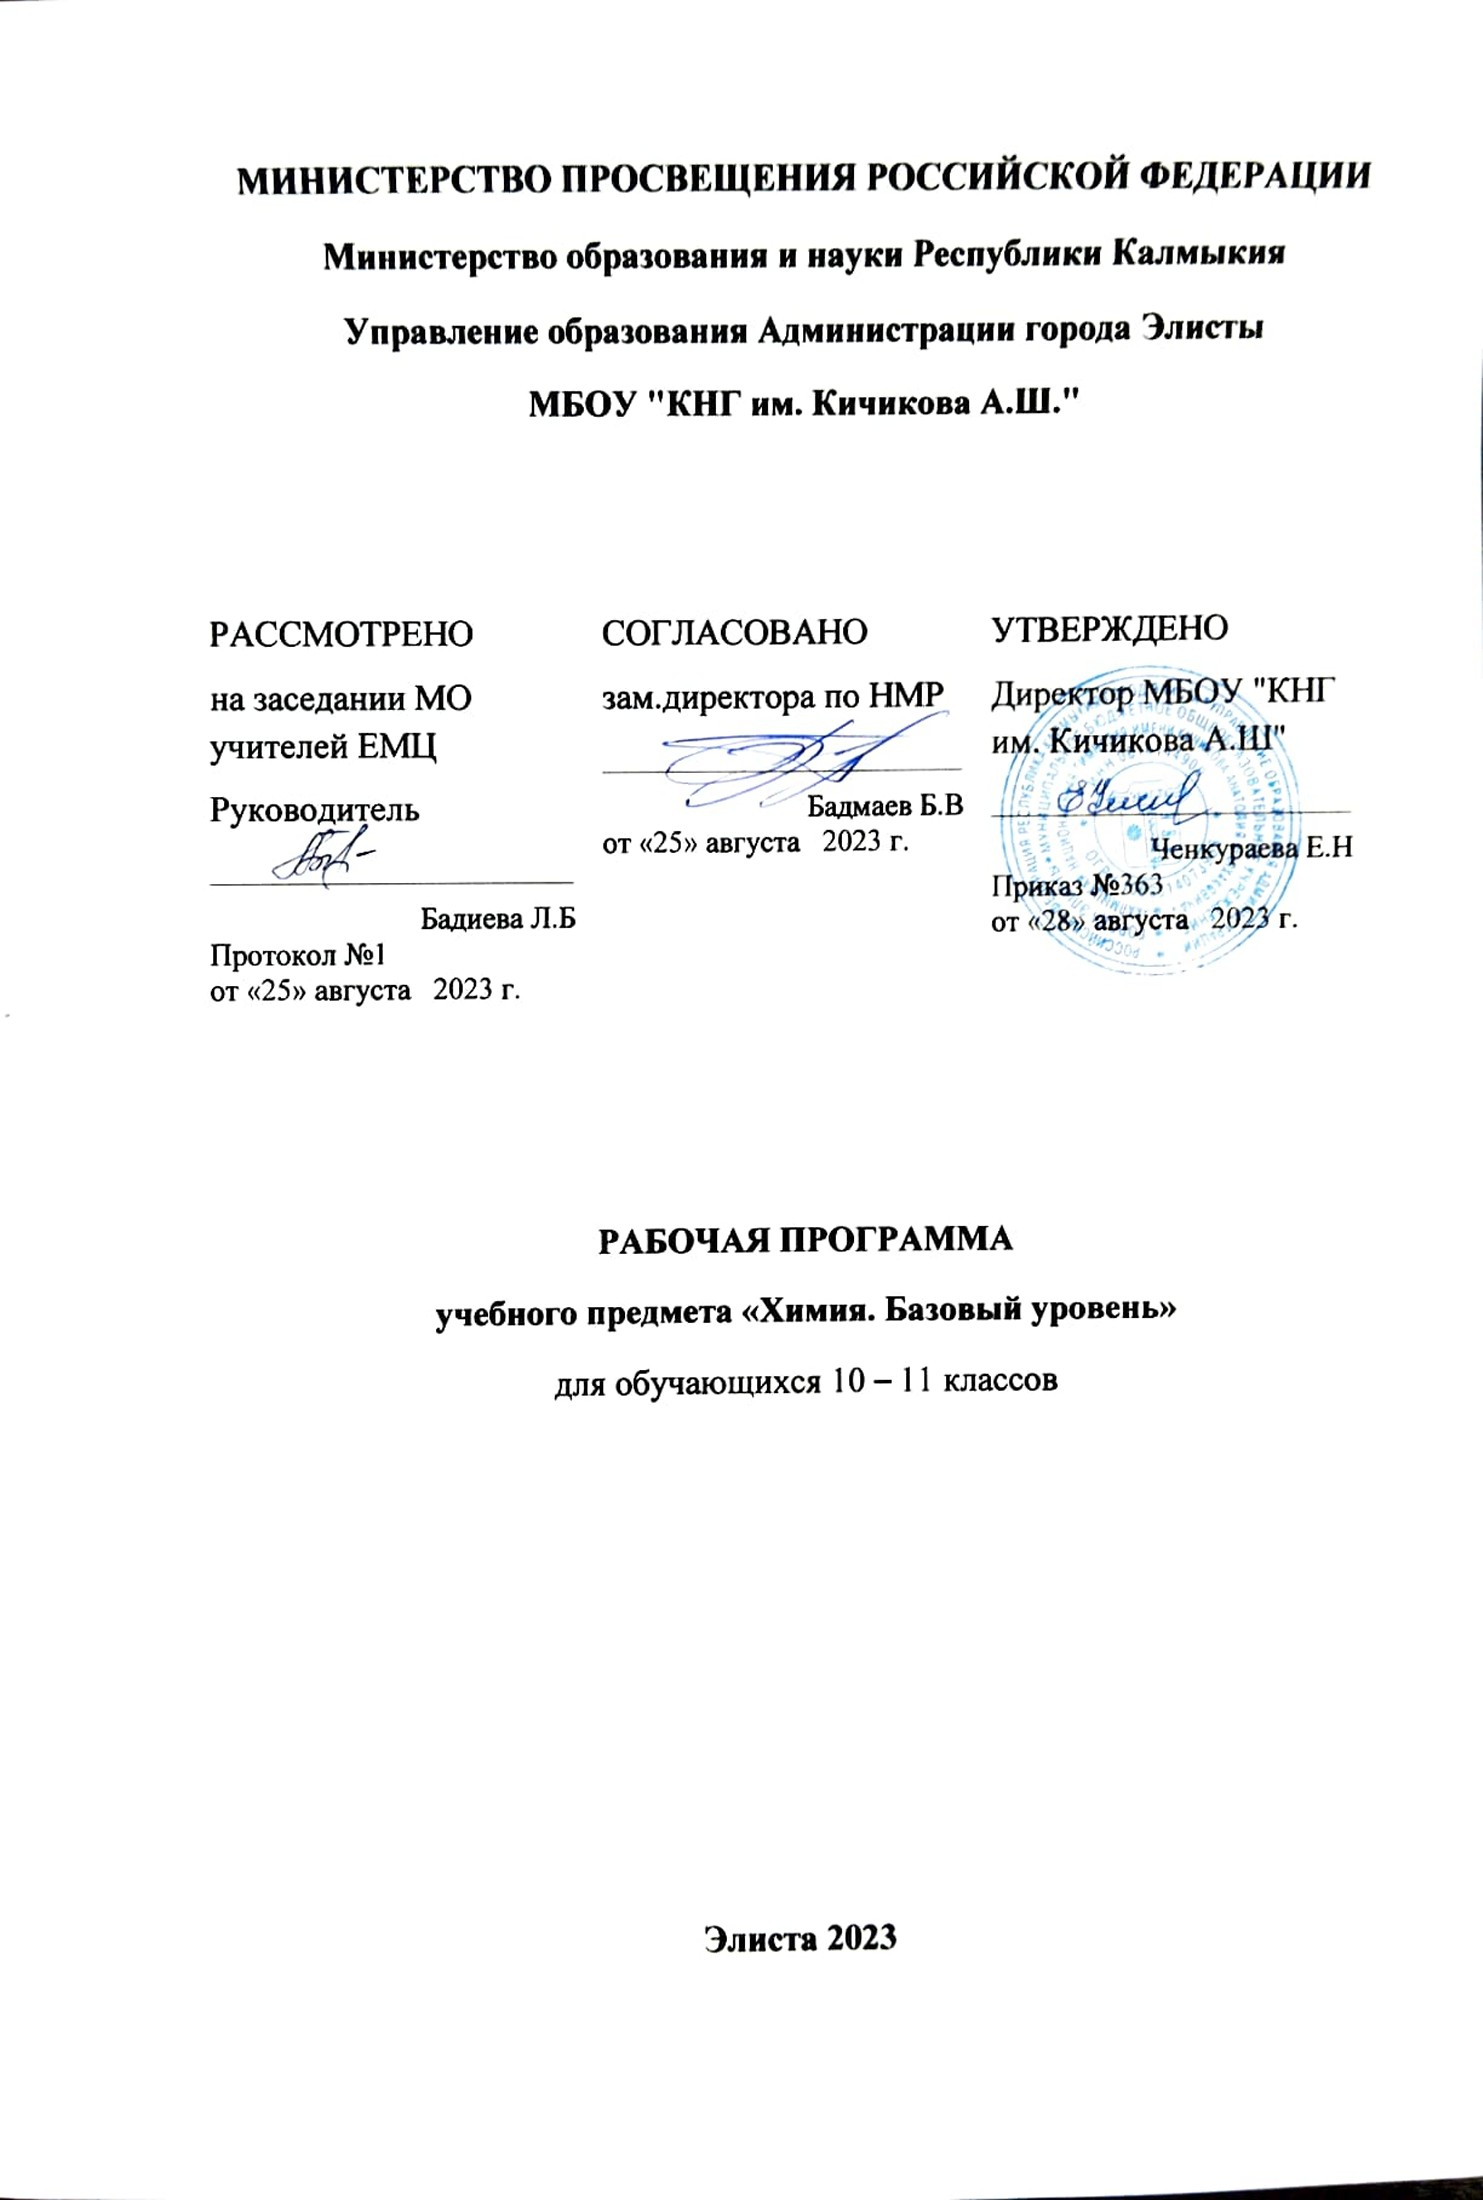 МИНИСТЕРСТВО ПРОСВЕЩЕНИЯ РОССИЙСКОЙ ФЕДЕРАЦИИ
Министерство образования и науки Республики Калмыкия
Управление образования Администрации города Элисты
МБОУ "КНГ им. Кичикова А.Ш."
РАССМОТРЕНО
на заседании МО
учителей ЕМЦ
Руководитель
Бадиева Л.Б
Протокол №1
от «25» августа 2023 г.
СОГЛАСОВАНО
зам.директора по НМР
Бадмаев Б.В
от «25» августа 2023 г.
УТВЕРЖДЕНО
Директор МБОУ "КНГ
им. Кичикова А.Ш"
Ченкураева Е.Н
Приказ №363
от «28» августа 2023 г.
РАБОЧАЯ ПРОГРАММА
учебного предмета «Химия. Базовый уровень»
для обучающихся 10 – 11 классов
Элиста 2023